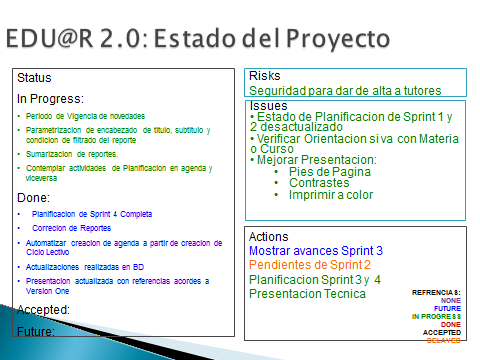 EDU@R 2.0: Estado del Proyecto
Status
In Progress:
• Periodo de Vigencia de novedades
• Parametrizacion de encabezado de titulo, subtitulo y
condicion de filtrado del reporte
• Sumarizacion de reportes.
• Contemplar actividades de Planificacion en agenda y
viceversa
Done:
• Planificacion de Sprint 4 Completa
• Correcion de Reportes
• Automatizar creacion de agenda a partir de creacion de
Ciclo Lectivo
• Actualizaciones realizadas en BD
• Presentacion actualizada con referencias acordes a
Version One
Accepted:
Future:
Risks
Seguridad para dar de alta a tutores
Issues
• Estado de Planificacion de Sprint 1 y
2 desactualizado
• Verificar Orientacion si va con Materia
o Curso
• Mejorar Presentacion:
• Pies de Pagina
• Contrastes
• Imprimir a color
Actions
Mostrar avances Sprint 3
Pendientes de Sprint 2
Planificacion Sprint 3 y 4
Presentacion Tecnica
REFRENCIAS:
NONE
FUTURE
IN PROGRESS
DONE
ACCEPTED
DELAYED